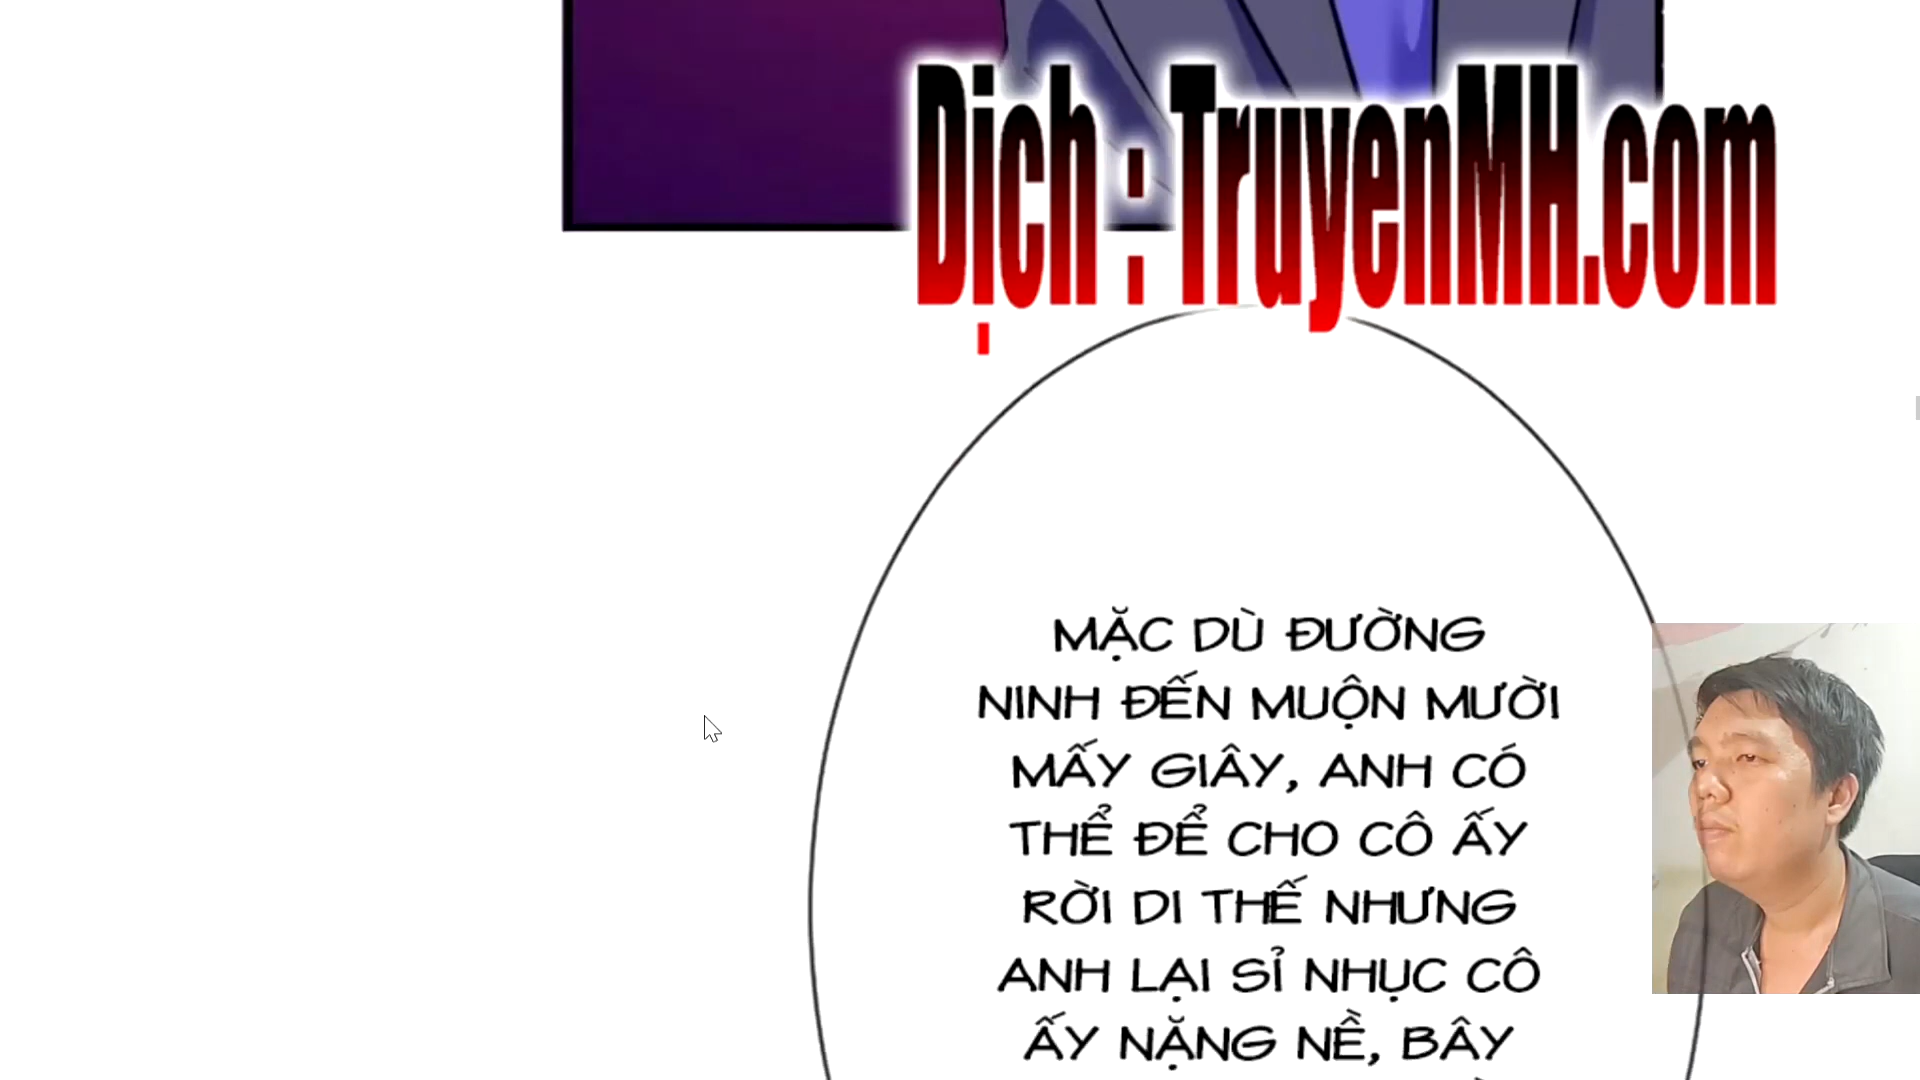 Dịch : TruyenMH.com
MẶC DÙ ĐƯỜNG
NINH ĐẾN MUỘN MƯỜI
MẤY GIÂY, ANH CÓ
THỂ ĐỂ CHO CÔ ẤY
RỜI DI THẾ NHƯNG
ANH LẠI SỈ NHỤC CÔ
ẤY NẶNG NỀ, BÂY